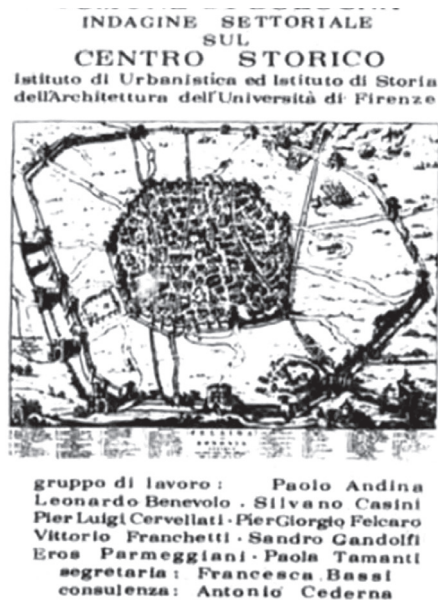 INDAGINE SETTORIALE
SUL
CENTRO STORICO
Istituto di Urbanistica ed Istituto di Storia
dell'Architettura dell'Università di Firenze
FELSINA
BONONIA
gruppo di lavoro : Paolo Andina
Leonardo Benevolo . Silvano Casini
Pier Luigi Cervellati · PierGiorgio Felcaro
Vittorio Franchetti · Sandro Gandolfi
Eros Parmeggiani · Paola Tamanti
segretaria : Francesca Bassi
consulenza : Antonio Cederna